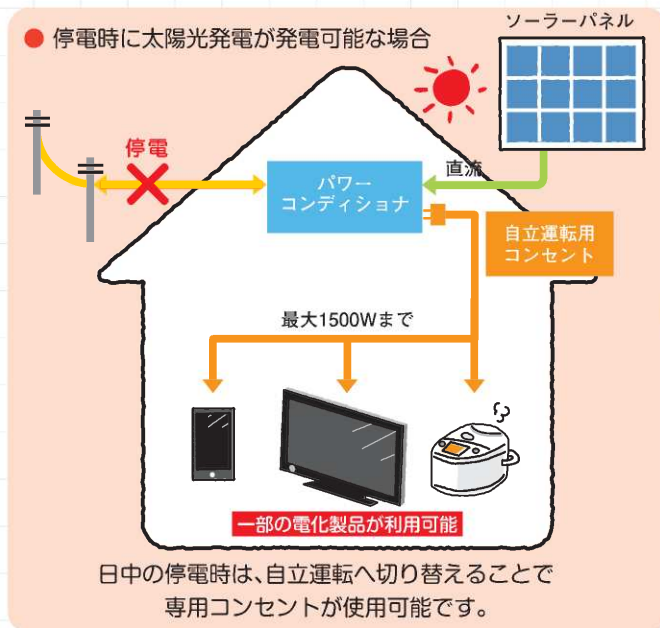 ソーラーパネル
● 停電時に太陽光発電が発電可能な場合
停電
直流
パワー
コンディショナ
自立運転用
コンセント
最大1500Wまで
一部の電化製品が利用可能
日中の停電時は、自立運転へ切り替えることで
専用コンセントが使用可能です。